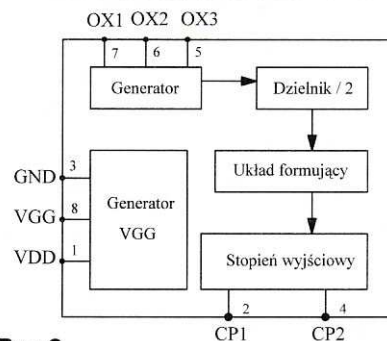 OX1 OX2 OX3
7 6 5
Generator
Dzielnik / 2
3
GND
Generator
VGG
Układ formujący
8
VGG
1
VDD
Stopień wyjściowy
2 4
CP1 CP2